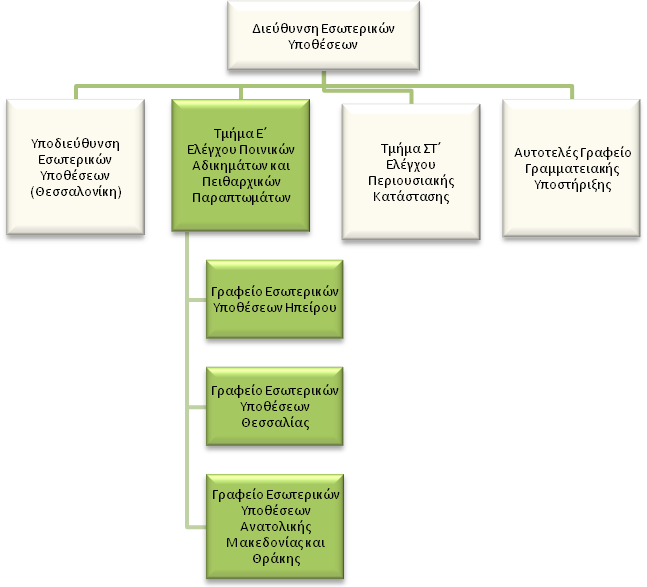 Διεύθυνση Εσωτερικών
Υποθέσεων
Υποδιεύθυνση
Εσωτερικών
Υποθέσεων
(Θεσσαλονίκη)
Τμήμα Ε΄
Ελέγχου Ποινικών
Αδικημάτων και
Πειθαρχικών
Παραπτωμάτων
Τμήμα ΣΤ΄
Ελέγχου
Περιουσιακής
Κατάστασης
Αυτοτελές Γραφείο
Γραμματειακής
Υποστήριξης
Γραφείο Εσωτερικών
Υποθέσεων Ηπείρου
Γραφείο Εσωτερικών
Υποθέσεων
Θεσσαλίας
Γραφείο Εσωτερικών
Υποθέσεων
Ανατολικής
Μακεδονίας και
Θράκης